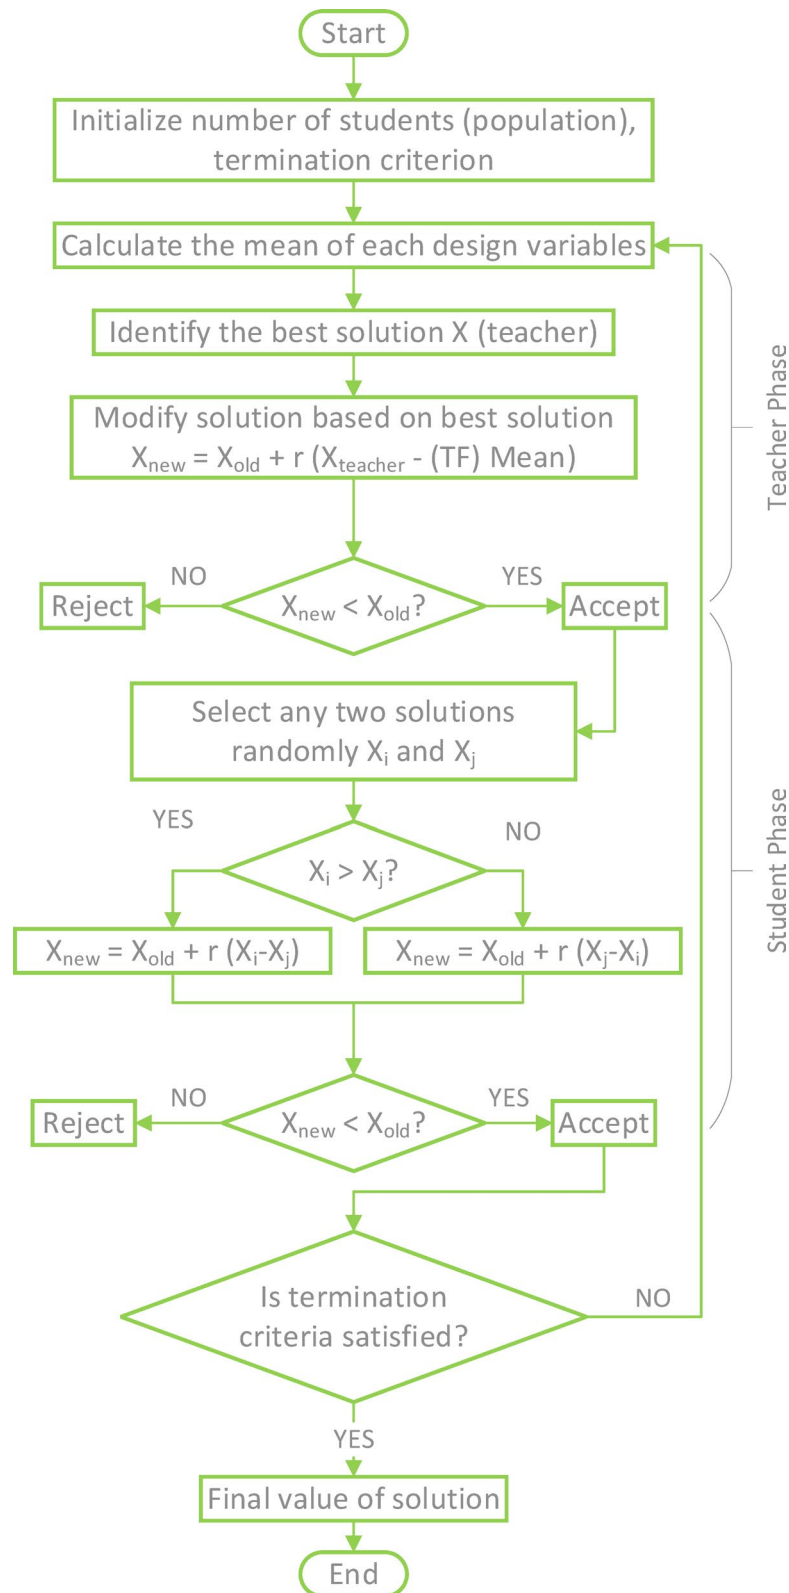 Start
Initialize number of students (population),
termination criterion
Calculate the mean of each design variables
Identify the best solution X (teacher)
Modify solution based on best solution
Xnew = Xold + r (Xteacher - (TF) Mean)
Teacher Phase
NO
YES
Reject
Xnew < Xold?
Accept
Select any two solutions
randomly Xi and Xj
YES
NO
Xi > Xj?
Student Phase
Xnew = Xold + r (Xi-Xj)
Xnew = Xold + r (Xj-Xi)
NO
YES
Reject
Xnew < Xold?
Accept
Is termination
criteria satisfied?
NO
YES
Final value of solution
End